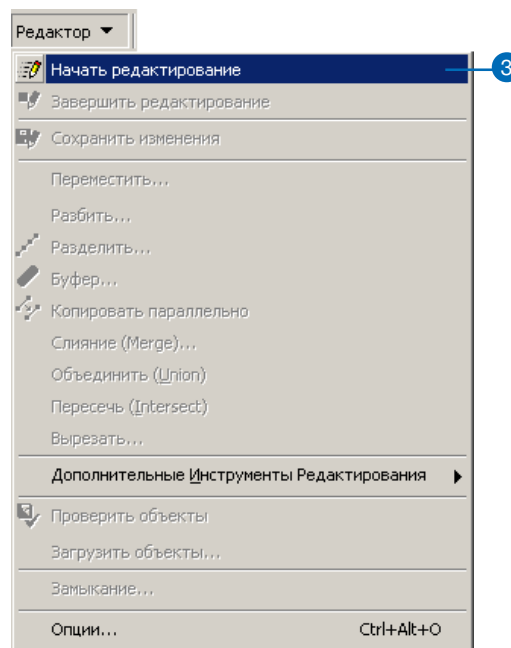 Редактор
Начать редактирование 3
Завершить редактирование
Сохранить изменения
Переместить...
Разбить...
Разделить...
Буфер...
Копировать параллельно
Слияние (Merge)...
Объединить (Union)
Пересечь (Intersect)
Вырезать...
Дополнительные Инструменты Редактирования
Проверить объекты
Загрузить объекты...
Замыкание...
Опции... Ctrl+Alt+O